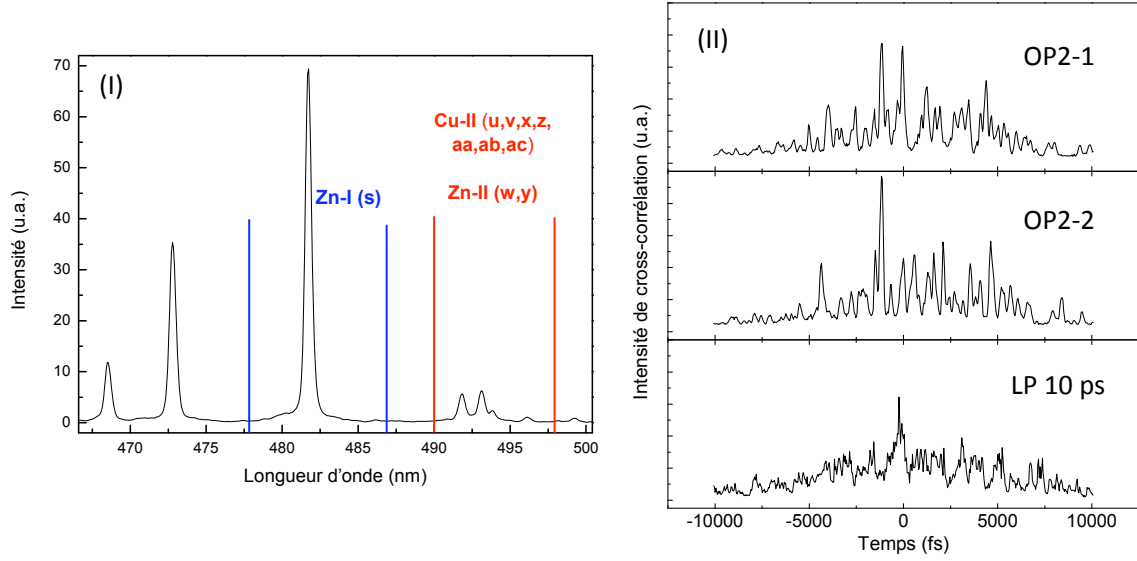 (I)
70
60
50
40
30
20
10
0
Intensité (u.a.)
Cu-II (u,v,x,z,
aa,ab,ac)
Zn-I (s)
Zn-II (w,y)
470
475
480
485
490
495
500
Longueur d'onde (nm)
(II)
OP2-1
OP2-2
LP 10 ps
Intensité de cross-corrélation (u.a.)
-10000
-5000
0
5000
10000
Temps (fs)